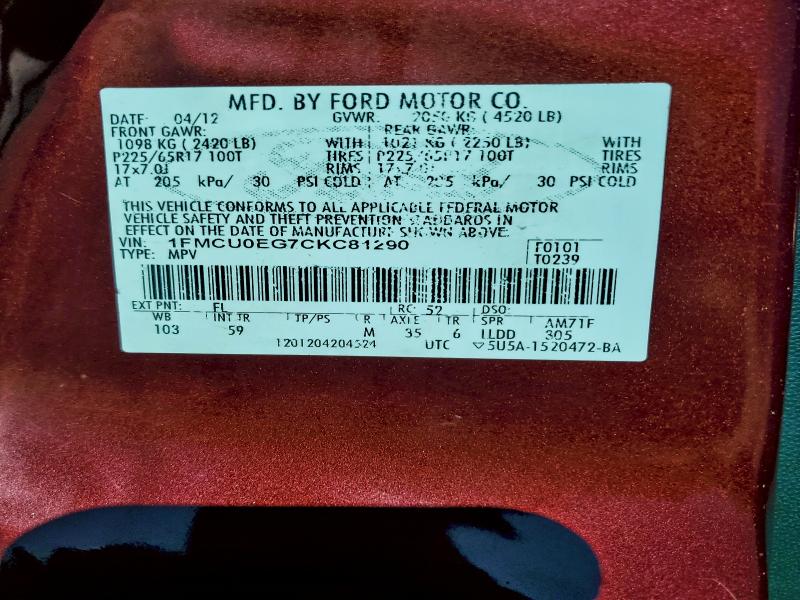 MFD. BY FORD MOTOR CO.
DATE: 04/12 GVWR: 2050 KG ( 4520 LB)
FRONT GAWR: REAR GAWR:
1098 KG ( 2420 LB) WITH 1021 KG ( 2250 LB) WITH
P225/65R17 100T TIRES P225/65R17 100T TIRES
17x7.0J RIMS 17x7.0J RIMS
AT 205 kPa/ 30 PSI COLD AT 205 kPa/ 30 PSI COLD
THIS VEHICLE CONFORMS TO ALL APPLICABLE FEDERAL MOTOR
VEHICLE SAFETY AND THEFT PREVENTION STANDARDS IN
EFFECT ON THE DATE OF MANUFACTURE SHOWN ABOVE.
VIN: 1FMCU0EG7CKC81290 F0101
TYPE: MPV T0239
EXT PNT: FL RC: 52 DSO:
WB INT TR TP/PS R AXLE TR SPR AM71F
103 59 M 35 6 LLDD 305
1201204204324 UTC ▽5U5A-1520472-BA